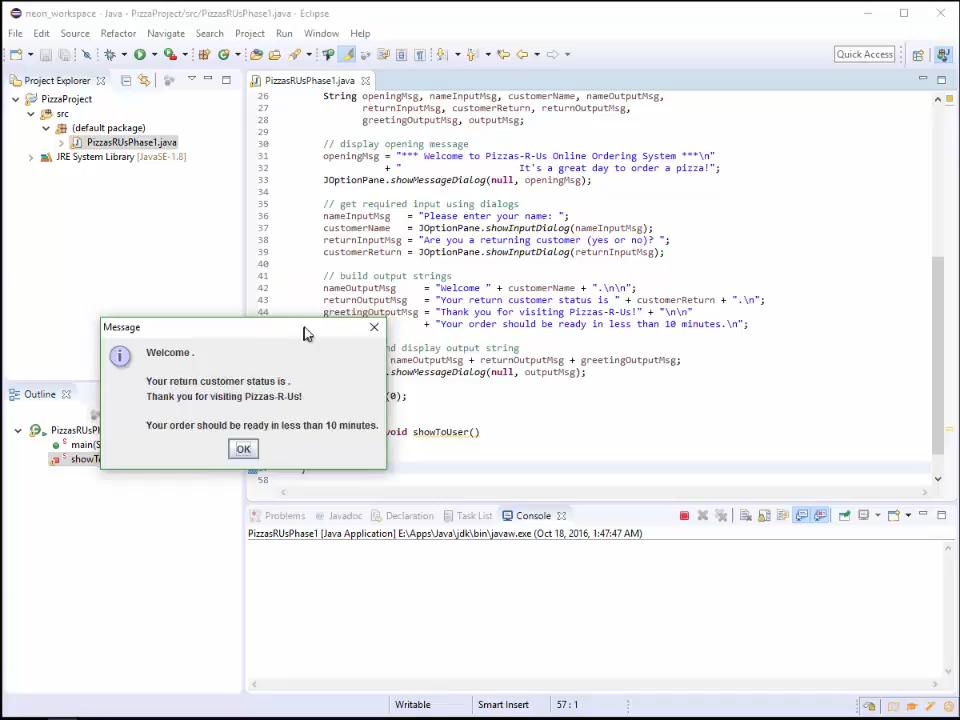 neon_workspace - Java - PizzaProject/src/PizzasRUsPhase1.java - Eclipse
File Edit Source Refactor Navigate Search Project Run Window Help
Quick Access
Project Explorer
PizzaProject
src
(default package)
PizzasRUsPhase1.java
JRE System Library [JavaSE-1.8]
PizzasRUsPhase1.java
26 String openingMsg, nameInputMsg, customerName, nameOutputMsg,
27 returnInputMsg, customerReturn, returnOutputMsg,
28 greetingOutputMsg, outputMsg;
29
30 // display opening message
31 openingMsg = "*** Welcome to Pizzas-R-Us Online Ordering System ***\n"
32 + " It's a great day to order a pizza!";
33 JOptionPane.showMessageDialog(null, openingMsg);
34
35 // get required input using dialogs
36 nameInputMsg = "Please enter your name: ";
37 customerName = JOptionPane.showInputDialog(nameInputMsg);
38 returnInputMsg = "Are you a returning customer (yes or no)? ";
39 customerReturn = JOptionPane.showInputDialog(returnInputMsg);
40
41 // build output strings
42 nameOutputMsg = "Welcome " + customerName + ".\n\n";
43 returnOutputMsg = "Your return customer status is " + customerReturn + ".\n";
44 greetingOutputMsg = "Thank you for visiting Pizzas-R-Us!" + "\n\n"
+ "Your order should be ready in less than 10 minutes.\n";
nd display output string
nameOutputMsg + returnOutputMsg + greetingOutputMsg;
.showMessageDialog(null, outputMsg);
(0);
void showToUser()
58
Message
Welcome .
Your return customer status is .
Thank you for visiting Pizzas-R-Us!
Your order should be ready in less than 10 minutes.
OK
Outline
PizzasRUsPh
main(S
showTo
Problems Javadoc Declaration Task List Console
PizzasRUsPhase1 [Java Application] E:\Apps\Java\jdk\bin\javaw.exe (Oct 18, 2016, 1:47:47 AM)
Writable Smart Insert 57 : 1